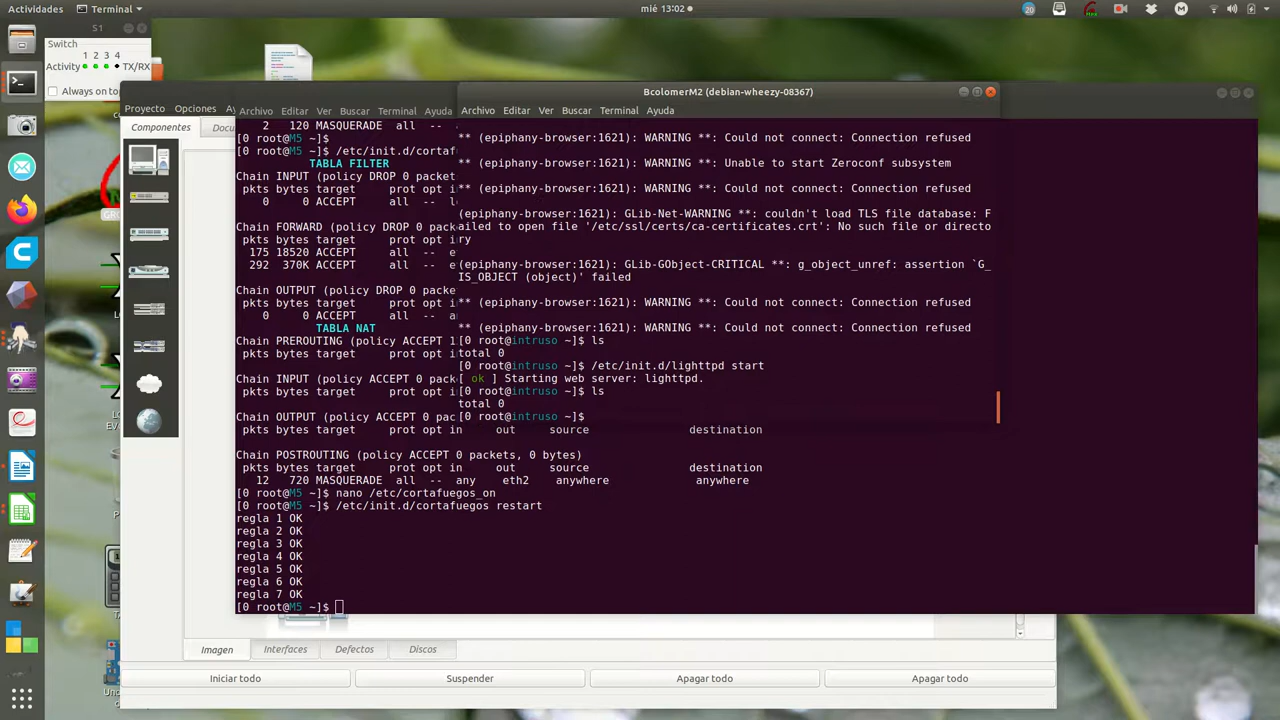 Actividades
Terminal
mié 13:02
20
S1
Switch
1 2 3 4
Activity
TX/RX
Always on top
Proyecto Opciones Ay
Componentes
Docu
Archivo Editar Ver Buscar Terminal Ayuda
2 120 MASQUERADE all --
[0 root@M5 ~]$
[0 root@M5 ~]$ /etc/init.d/cortaf
TABLA FILTER
Chain INPUT (policy DROP 0 packet
pkts bytes target prot opt in
0 0 ACCEPT all -- l
Chain FORWARD (policy DROP 0 pack
pkts bytes target prot opt in
175 18520 ACCEPT all -- e
292 370K ACCEPT all -- e
Chain OUTPUT (policy DROP 0 packe
pkts bytes target prot opt in
0 0 ACCEPT all -- a
TABLA NAT
Chain PREROUTING (policy ACCEPT 1
pkts bytes target prot opt in
Chain INPUT (policy ACCEPT 0 pack
pkts bytes target prot opt in
Chain OUTPUT (policy ACCEPT 0 pac
pkts bytes target prot opt in out source destination
Chain POSTROUTING (policy ACCEPT 0 packets, 0 bytes)
pkts bytes target prot opt in out source destination
12 720 MASQUERADE all -- any eth2 anywhere anywhere
[0 root@M5 ~]$ nano /etc/cortafuegos_on
[0 root@M5 ~]$ /etc/init.d/cortafuegos restart
regla 1 OK
regla 2 OK
regla 3 OK
regla 4 OK
regla 5 OK
regla 6 OK
regla 7 OK
[0 root@M5 ~]$
BcolomerM2 (debian-wheezy-08367)
Archivo Editar Ver Buscar Terminal Ayuda
** (epiphany-browser:1621): WARNING **: Could not connect: Connection refused
** (epiphany-browser:1621): WARNING **: Unable to start Zeroconf subsystem
** (epiphany-browser:1621): WARNING **: Could not connect: Connection refused
(epiphany-browser:1621): GLib-Net-WARNING **: couldn't load TLS file database: F
ailed to open file '/etc/ssl/certs/ca-certificates.crt': No such file or directo
ry
(epiphany-browser:1621): GLib-GObject-CRITICAL **: g_object_unref: assertion `G_
IS_OBJECT (object)' failed
** (epiphany-browser:1621): WARNING **: Could not connect: Connection refused
** (epiphany-browser:1621): WARNING **: Could not connect: Connection refused
[0 root@intruso ~]$ ls
total 0
[0 root@intruso ~]$ /etc/init.d/lighttpd start
[ ok ] Starting web server: lighttpd.
[0 root@intruso ~]$ ls
total 0
[0 root@intruso ~]$
Imagen Interfaces Defectos Discos
Iniciar todo Suspender Apagar todo Apagar todo